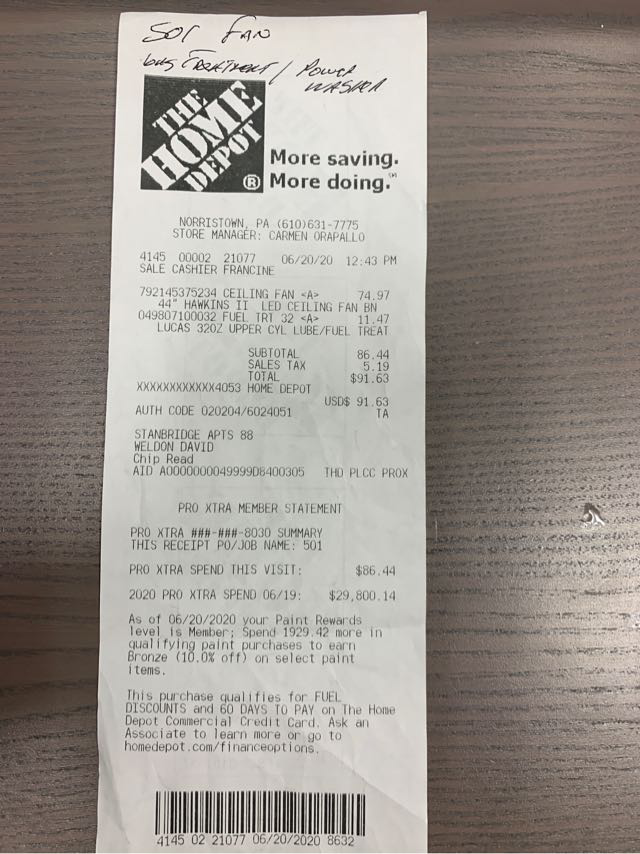 501 FAN
TREATMENT / POWER
WASHER
THE
HOME
DEPOT
®
More saving.
More doing.℠
NORRISTOWN, PA (610)631-7775
STORE MANAGER: CARMEN ORAPALLO
4145 00002 21077 06/20/20 12:43 PM
SALE CASHIER FRANCINE
792145375234 CEILING FAN <A> 74.97
44" HAWKINS II LED CEILING FAN BN
049807100032 FUEL TRT 32 <A> 11.47
LUCAS 32OZ UPPER CYL LUBE/FUEL TREAT
SUBTOTAL 86.44
SALES TAX 5.19
TOTAL $91.63
XXXXXXXXXXXX4053 HOME DEPOT
USD$ 91.63
AUTH CODE 020204/6024051 TA
STANBRIDGE APTS 88
WELDON DAVID
Chip Read
AID A0000000049999D8400305 THD PLCC PROX
PRO XTRA MEMBER STATEMENT
PRO XTRA ###-###-8030 SUMMARY
THIS RECEIPT PO/JOB NAME: 501
PRO XTRA SPEND THIS VISIT: $86.44
2020 PRO XTRA SPEND 06/19: $29,800.14
As of 06/20/2020 your Paint Rewards
level is Member; Spend 1929.42 more in
qualifying paint purchases to earn
Bronze (10.0% off) on select paint
items.
This purchase qualifies for FUEL
DISCOUNTS and 60 DAYS TO PAY on The Home
Depot Commercial Credit Card. Ask an
Associate to learn more or go to
homedepot.com/financeoptions.
4145 02 21077 06/20/2020 8632